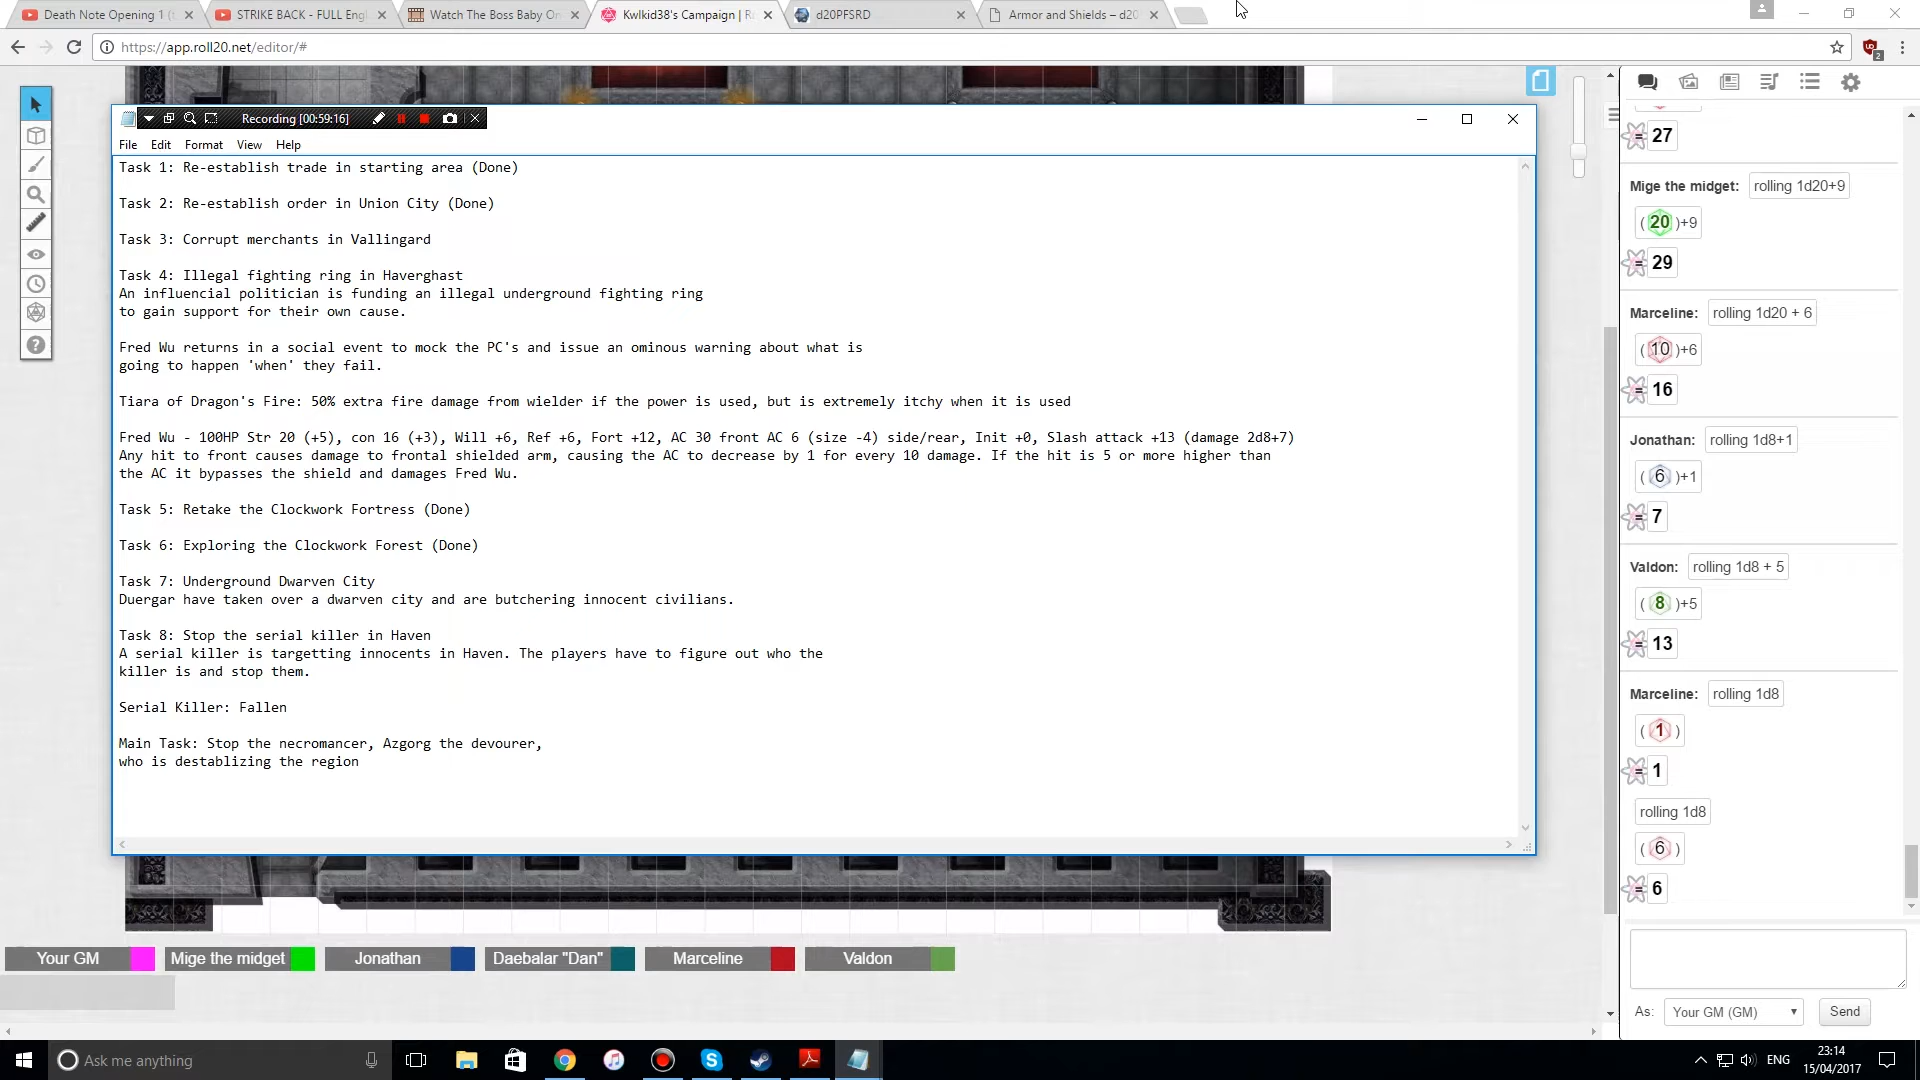 Death Note Opening 1 (
STRIKE BACK - FULL Engl
Watch The Boss Baby On
Kwlkid38's Campaign | R
d20PFSRD
Armor and Shields – d20
https://app.roll20.net/editor/#
Recording [00:59:16]
File Edit Format View Help
Task 1: Re-establish trade in starting area (Done)
Task 2: Re-establish order in Union City (Done)
Task 3: Corrupt merchants in Vallingard
Task 4: Illegal fighting ring in Haverghast
An influencial politician is funding an illegal underground fighting ring
to gain support for their own cause.
Fred Wu returns in a social event to mock the PC's and issue an ominous warning about what is
going to happen 'when' they fail.
Tiara of Dragon's Fire: 50% extra fire damage from wielder if the power is used, but is extremely itchy when it is used
Fred Wu - 100HP Str 20 (+5), con 16 (+3), Will +6, Ref +6, Fort +12, AC 30 front AC 6 (size -4) side/rear, Init +0, Slash attack +13 (damage 2d8+7)
Any hit to front causes damage to frontal shielded arm, causing the AC to decrease by 1 for every 10 damage. If the hit is 5 or more higher than
the AC it bypasses the shield and damages Fred Wu.
Task 5: Retake the Clockwork Fortress (Done)
Task 6: Exploring the Clockwork Forest (Done)
Task 7: Underground Dwarven City
Duergar have taken over a dwarven city and are butchering innocent civilians.
Task 8: Stop the serial killer in Haven
A serial killer is targetting innocents in Haven. The players have to figure out who the
killer is and stop them.
Serial Killer: Fallen
Main Task: Stop the necromancer, Azgorg the devourer,
who is destablizing the region
= 27
Mige the midget: rolling 1d20+9
(20)+9
= 29
Marceline: rolling 1d20 + 6
(10)+6
= 16
Jonathan: rolling 1d8+1
(6)+1
= 7
Valdon: rolling 1d8 + 5
(8)+5
= 13
Marceline: rolling 1d8
(1)
= 1
rolling 1d8
(6)
= 6
As: Your GM (GM) Send
Your GM
Mige the midget
Jonathan
Daebalar "Dan"
Marceline
Valdon
Ask me anything
ENG
23:14
15/04/2017